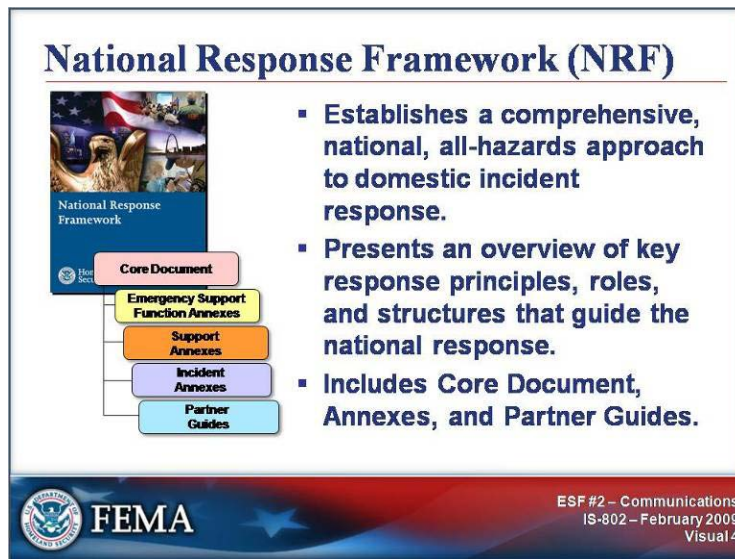 National Response Framework (NRF)
National Response
Framework
Core Document
Emergency Support
Function Annexes
Support
Annexes
Incident
Annexes
Partner
Guides
▪ Establishes a comprehensive,
national, all-hazards approach
to domestic incident
response.
▪ Presents an overview of key
response principles, roles,
and structures that guide the
national response.
▪ Includes Core Document,
Annexes, and Partner Guides.
FEMA
ESF #2 – Communications
IS-802 – February 2009
Visual 4